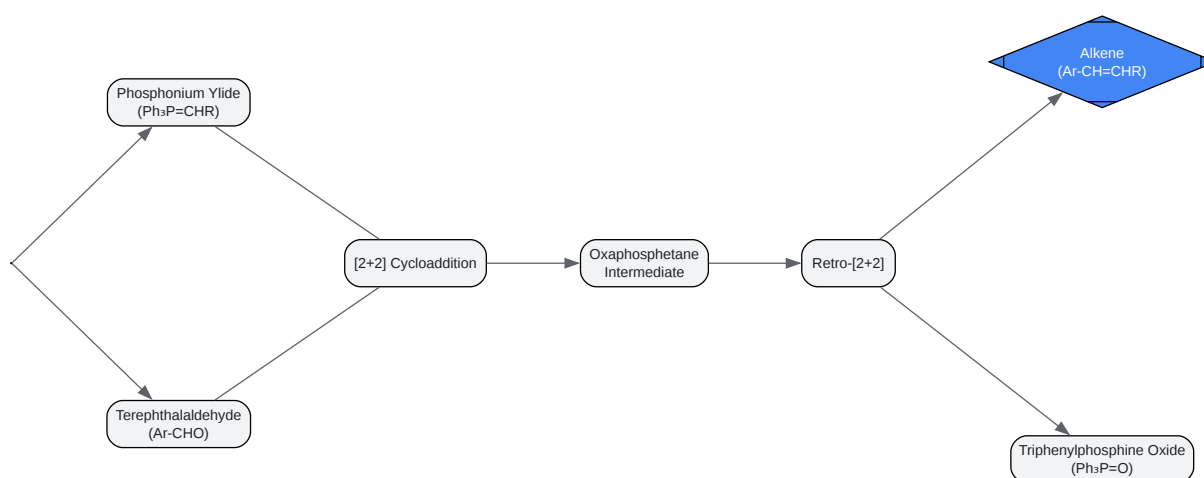 Alkene
(Ar-CH=CHR)
Phosphonium Ylide
(Ph₃P=CHR)
[2+2] Cycloaddition
Oxaphosphetane
Intermediate
Retro-[2+2]
Terephthalaldehyde
(Ar-CHO)
Triphenylphosphine Oxide
(Ph₃P=O)